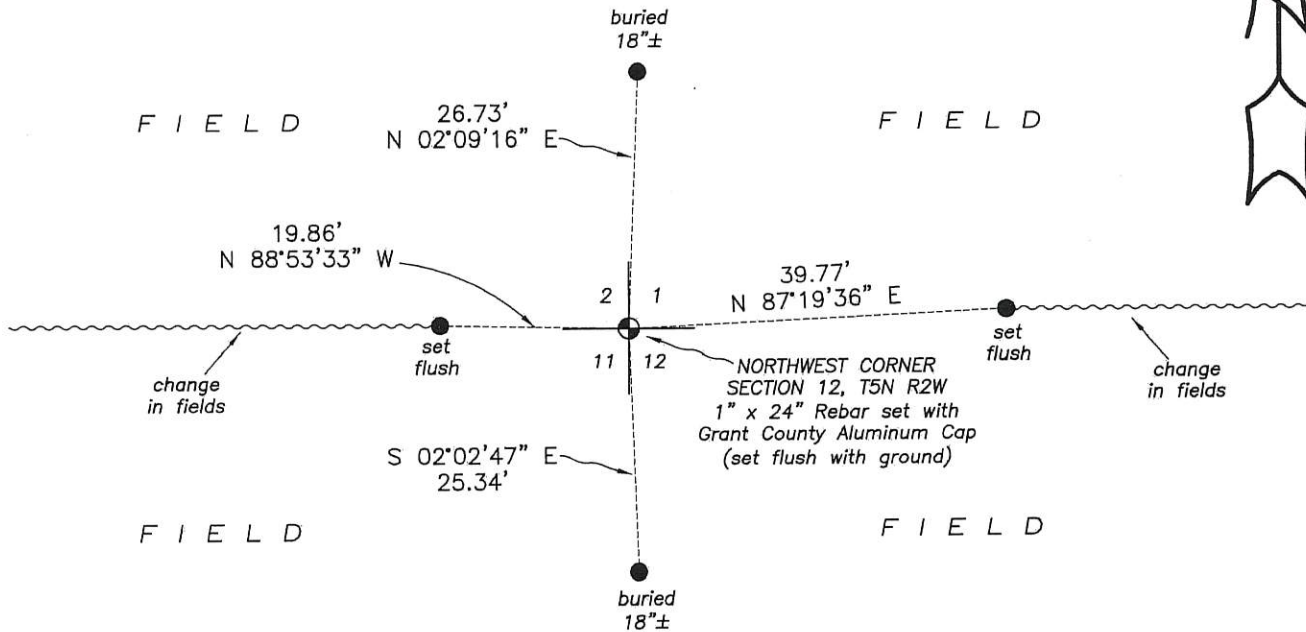 buried
18"±
F I E L D
26.73'
N 02°09'16" E
F I E L D
19.86'
N 88°53'33" W
2 1
39.77'
N 87°19'36" E
set
flush
11 12
set
flush
change
in fields
NORTHWEST CORNER
SECTION 12, T5N R2W
1" x 24" Rebar set with
Grant County Aluminum Cap
(set flush with ground)
change
in fields
S 02°02'47" E
25.34'
F I E L D
F I E L D
buried
18"±